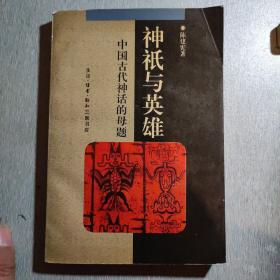 陈建宪著
神祇与英雄
中国古代神话的母题
生活·读书·新知三联书店